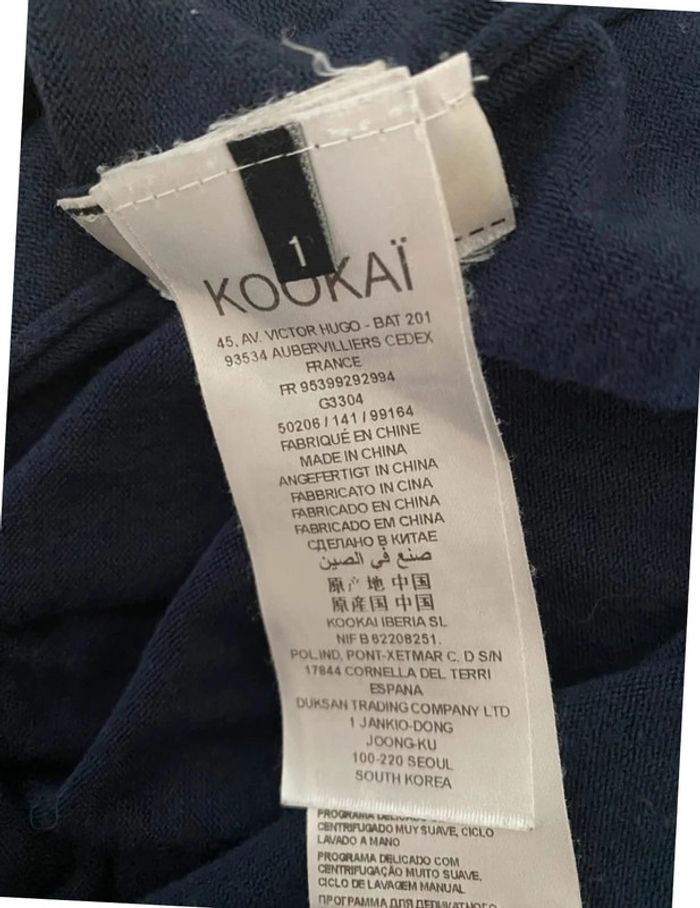 1
KOOKAÏ
45, AV. VICTOR HUGO - BAT 201
93534 AUBERVILLIERS CEDEX
FRANCE
FR 95399292994
G3304
50206 / 141 / 99164
FABRIQUÉ EN CHINE
MADE IN CHINA
ANGEFERTIGT IN CHINA
FABBRICATO IN CINA
FABRICADO EN CHINA
FABRICADO EM CHINA
СДЕЛАНО В КИТАЕ
صنع في الصين
原产地 中国
原産国 中国
KOOKAI IBERIA SL
NIF B 62208251.
POL.IND, PONT-XETMAR C, D S/N
17844 CORNELLA DEL TERRI
ESPANA
DUKSAN TRADING COMPANY LTD
1 JANKIO-DONG
JOONG-KU
100-220 SEOUL
SOUTH KOREA
PROGRAMA
CENTRIFUGADO MUY SUAVE, CICLO
LAVADO A MANO
PROGRAMA DELICADO COM
CENTRIFUGAÇÃO MUITO SUAVE,
CICLO DE LAVAGEM MANUAL
ПРОГРАММА ДЛЯ ДЕЛИКАТНОГО